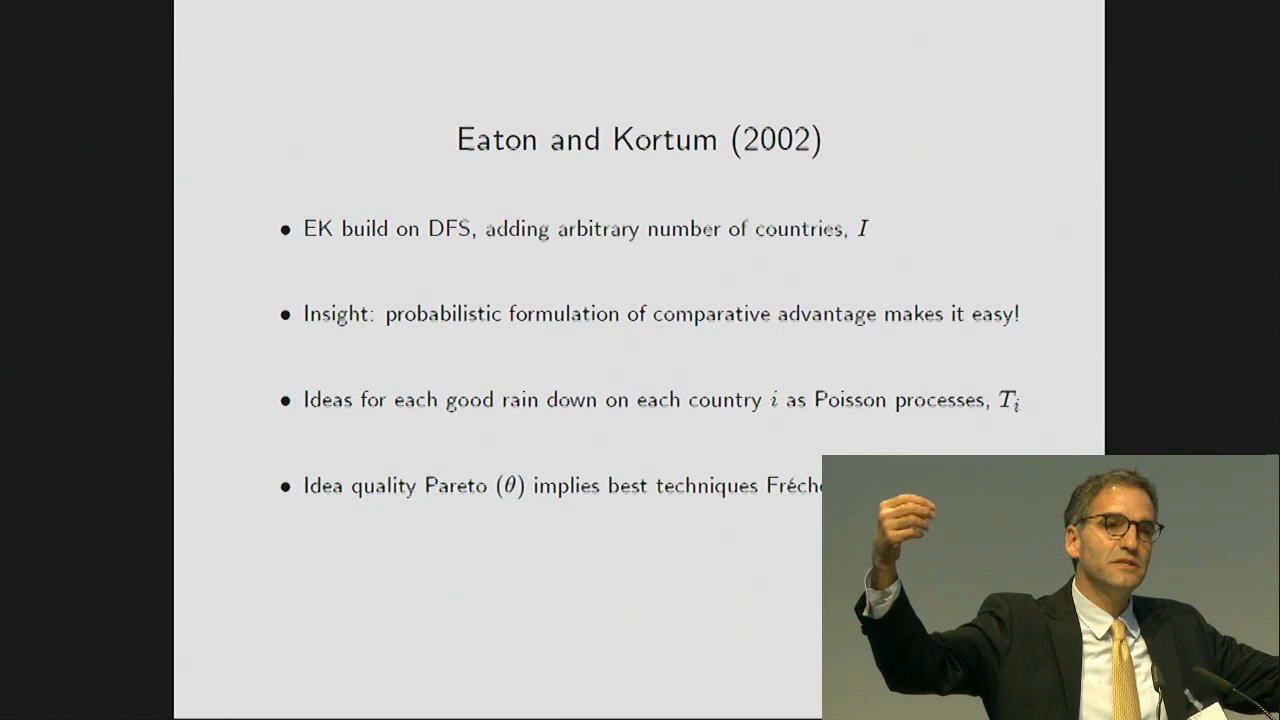 Eaton and Kortum (2002)
• EK build on DFS, adding arbitrary number of countries, I
• Insight: probabilistic formulation of comparative advantage makes it easy!
• Ideas for each good rain down on each country i as Poisson processes, T_i
• Idea quality Pareto (θ) implies best techniques